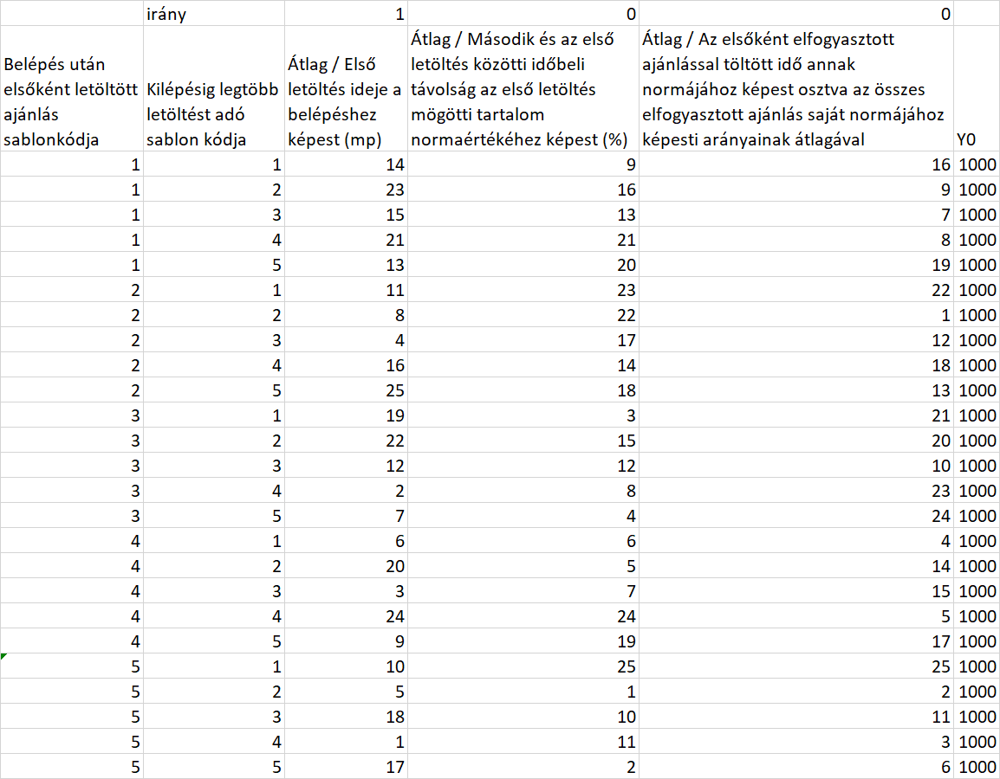 irány 1 0 0
Belépés után
elsőként letöltött
ajánlás
sablonkódja
Kilépésig legtöbb
letöltést adó
sablon kódja
Átlag / Első
letöltés ideje a
belépéshez
képest (mp)
Átlag / Második és az első
letöltés közötti időbeli
távolság az első letöltés
mögötti tartalom
normaértékéhez képest (%)
Átlag / Az elsőként elfogyasztott
ajánlással töltött idő annak
normájához képest osztva az összes
elfogyasztott ajánlás saját normájához
képesti arányainak átlagával
Y0
1 1 14 9 16 1000
1 2 23 16 9 1000
1 3 15 13 7 1000
1 4 21 21 8 1000
1 5 13 20 19 1000
2 1 11 23 22 1000
2 2 8 22 1 1000
2 3 4 17 12 1000
2 4 16 14 18 1000
2 5 25 18 13 1000
3 1 19 3 21 1000
3 2 22 15 20 1000
3 3 12 12 10 1000
3 4 2 8 23 1000
3 5 7 4 24 1000
4 1 6 6 4 1000
4 2 20 5 14 1000
4 3 3 7 15 1000
4 4 24 24 5 1000
4 5 9 19 17 1000
5 1 10 25 25 1000
5 2 5 1 2 1000
5 3 18 10 11 1000
5 4 1 11 3 1000
5 5 17 2 6 1000